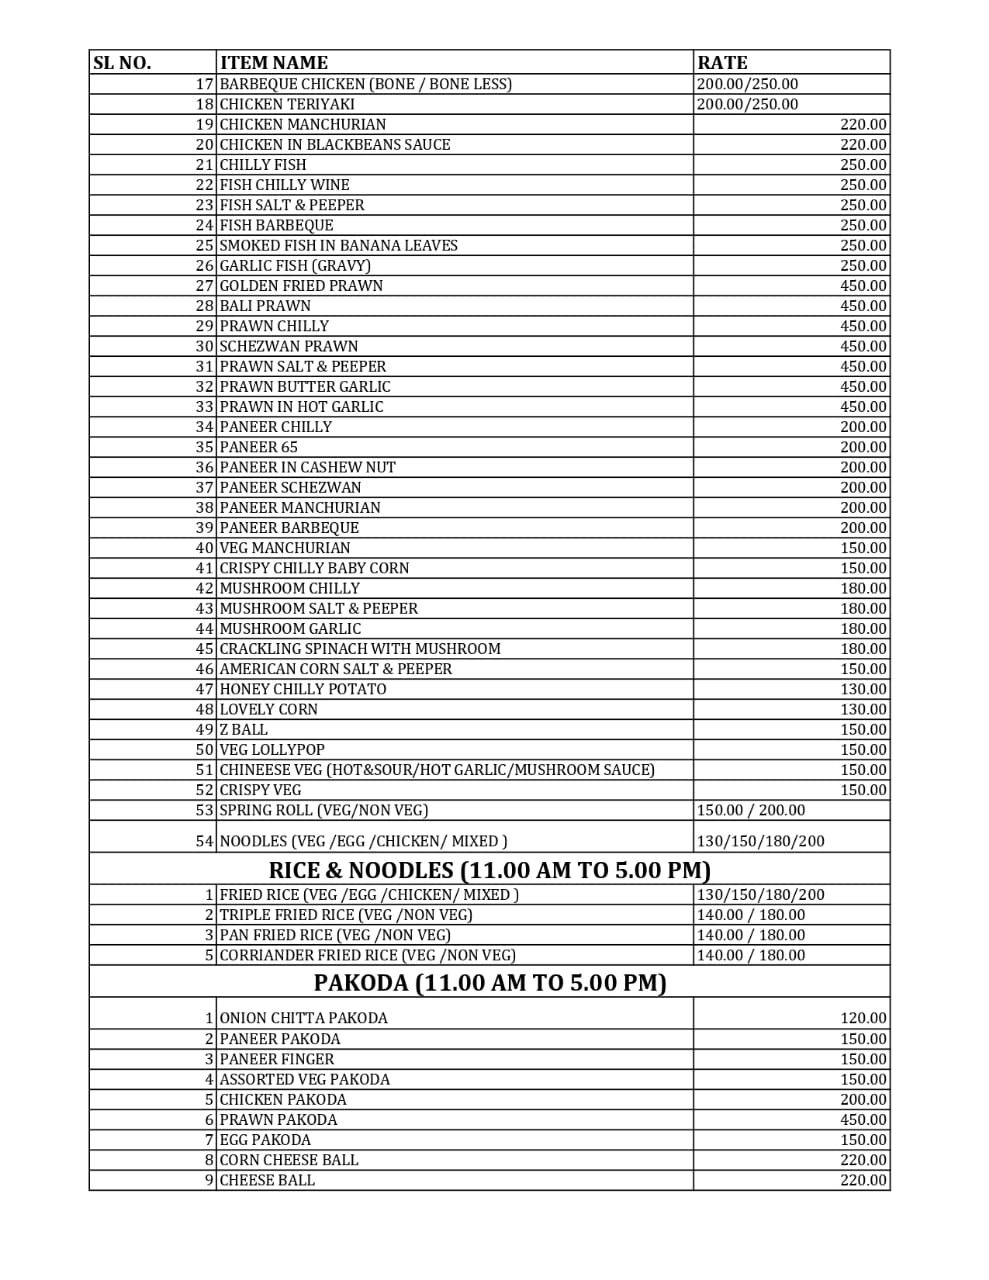 SL NO. ITEM NAME RATE
17 BARBEQUE CHICKEN (BONE / BONE LESS) 200.00/250.00
18 CHICKEN TERIYAKI 200.00/250.00
19 CHICKEN MANCHURIAN 220.00
20 CHICKEN IN BLACKBEANS SAUCE 220.00
21 CHILLY FISH 250.00
22 FISH CHILLY WINE 250.00
23 FISH SALT & PEEPER 250.00
24 FISH BARBEQUE 250.00
25 SMOKED FISH IN BANANA LEAVES 250.00
26 GARLIC FISH (GRAVY) 250.00
27 GOLDEN FRIED PRAWN 450.00
28 BALI PRAWN 450.00
29 PRAWN CHILLY 450.00
30 SCHEZWAN PRAWN 450.00
31 PRAWN SALT & PEEPER 450.00
32 PRAWN BUTTER GARLIC 450.00
33 PRAWN IN HOT GARLIC 450.00
34 PANEER CHILLY 200.00
35 PANEER 65 200.00
36 PANEER IN CASHEW NUT 200.00
37 PANEER SCHEZWAN 200.00
38 PANEER MANCHURIAN 200.00
39 PANEER BARBEQUE 200.00
40 VEG MANCHURIAN 150.00
41 CRISPY CHILLY BABY CORN 150.00
42 MUSHROOM CHILLY 180.00
43 MUSHROOM SALT & PEEPER 180.00
44 MUSHROOM GARLIC 180.00
45 CRACKLING SPINACH WITH MUSHROOM 180.00
46 AMERICAN CORN SALT & PEEPER 150.00
47 HONEY CHILLY POTATO 130.00
48 LOVELY CORN 130.00
49 Z BALL 150.00
50 VEG LOLLYPOP 150.00
51 CHINEESE VEG (HOT&SOUR/HOT GARLIC/MUSHROOM SAUCE) 150.00
52 CRISPY VEG 150.00
53 SPRING ROLL (VEG/NON VEG) 150.00 / 200.00
54 NOODLES (VEG /EGG /CHICKEN/ MIXED ) 130/150/180/200
RICE & NOODLES (11.00 AM TO 5.00 PM)
1 FRIED RICE (VEG /EGG /CHICKEN/ MIXED ) 130/150/180/200
2 TRIPLE FRIED RICE (VEG /NON VEG) 140.00 / 180.00
3 PAN FRIED RICE (VEG /NON VEG) 140.00 / 180.00
5 CORRIANDER FRIED RICE (VEG /NON VEG) 140.00 / 180.00
PAKODA (11.00 AM TO 5.00 PM)
1 ONION CHITTA PAKODA 120.00
2 PANEER PAKODA 150.00
3 PANEER FINGER 150.00
4 ASSORTED VEG PAKODA 150.00
5 CHICKEN PAKODA 200.00
6 PRAWN PAKODA 450.00
7 EGG PAKODA 150.00
8 CORN CHEESE BALL 220.00
9 CHEESE BALL 220.00